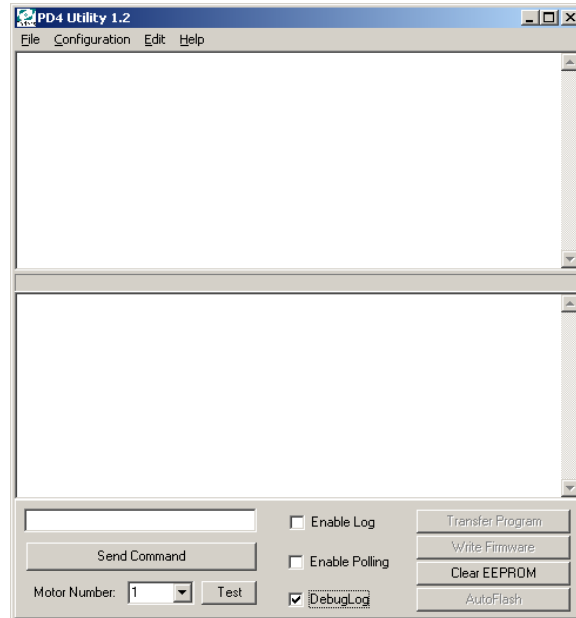 PD4 Utility 1.2
File Configuration Edit Help
Enable Log
Transfer Program
Send Command
Enable Polling
Write Firmware
Clear EEPROM
Motor Number: 1 Test
DebugLog
AutoFlash